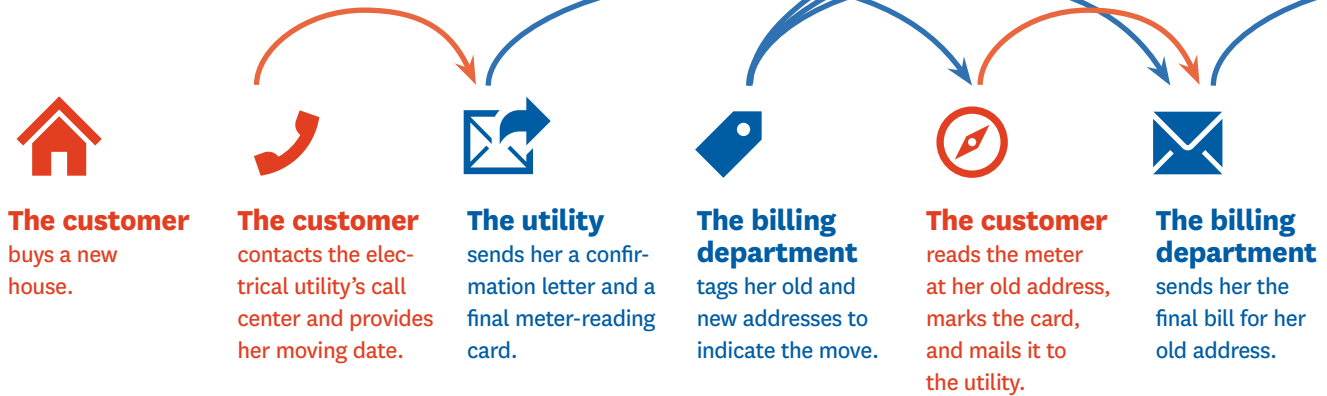 The customer
buys a new
house.
The customer
contacts the elec-
trical utility's call
center and provides
her moving date.
The utility
sends her a confir-
mation letter and a
final meter-reading
card.
The billing
department
tags her old and
new addresses to
indicate the move.
The customer
reads the meter
at her old address,
marks the card,
and mails it to
the utility.
The billing
department
sends her the
final bill for her
old address.